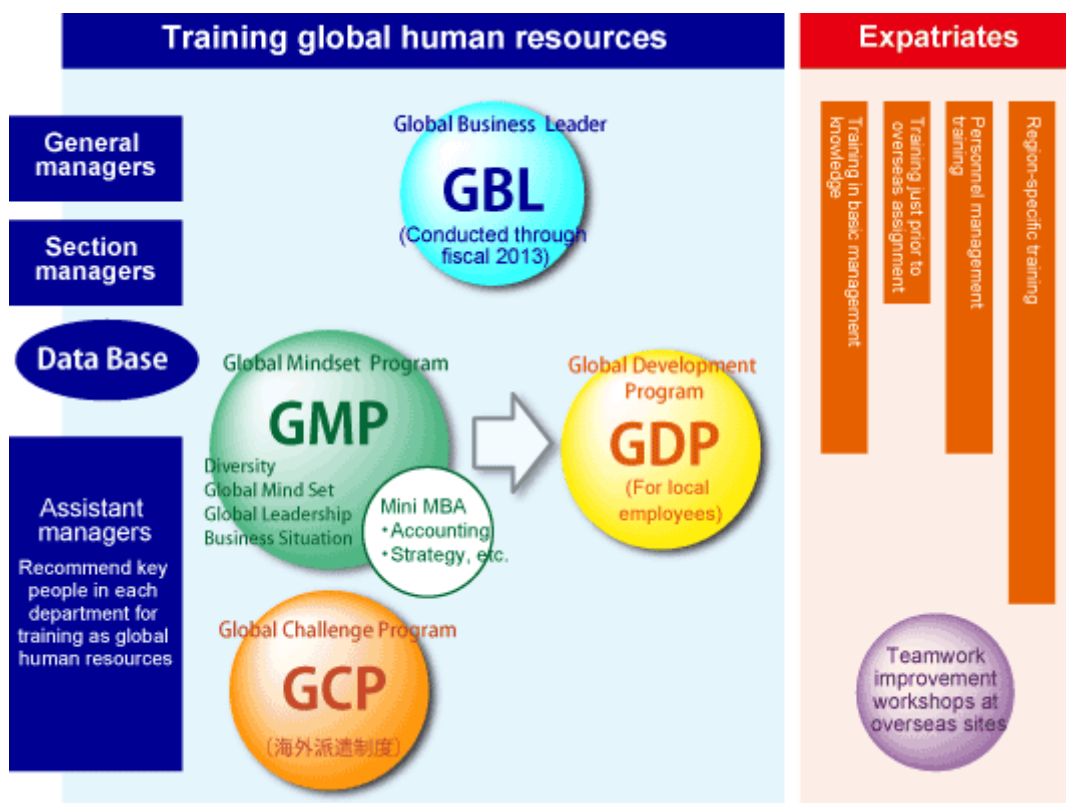 Training global human resources
Expatriates
General
managers
Section
managers
Data Base
Assistant
managers
Recommend key
people in each
department for
training as global
human resources
Global Business Leader
GBL
(Conducted through
fiscal 2013)
Global Mindset Program
GMP
Diversity
Global Mind Set
Global Leadership
Business Situation
Mini MBA
・Accounting
・Strategy, etc.
Global Development
Program
GDP
(For local
employees)
Global Challenge Program
GCP
〔海外派遣制度〕
Training in basic management
knowledge
Training just prior to
overseas assignment
Personnel management
training
Region-specific training
Teamwork
improvement
workshops at
overseas sites